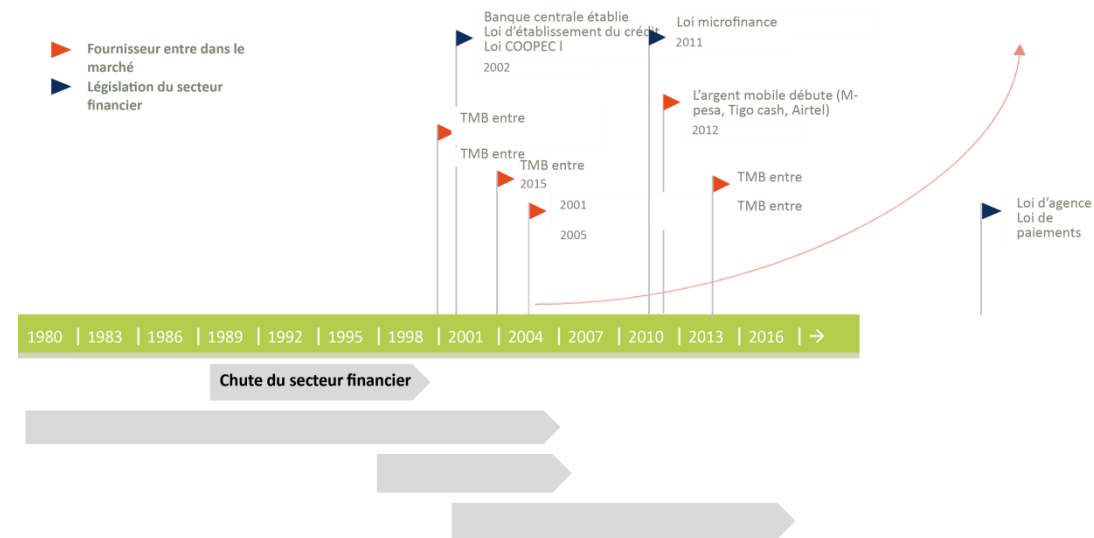 Fournisseur entre dans le
marché
Législation du secteur
financier
Banque centrale établie
Loi d'établissement du crédit
Loi COOPEC l
2002
Loi microfinance
2011
L'argent mobile débute (M-
pesa, Tigo cash, Airtel)
2012
TMB entre
TMB entre
TMB entre
2015
2001
2005
TMB entre
TMB entre
Loi d'agence
Loi de
paiements
1980 | 1983 | 1986 | 1989 | 1992 | 1995 | 1998 | 2001 | 2004 | 2007 | 2010 | 2013 | 2016 | →
Chute du secteur financier